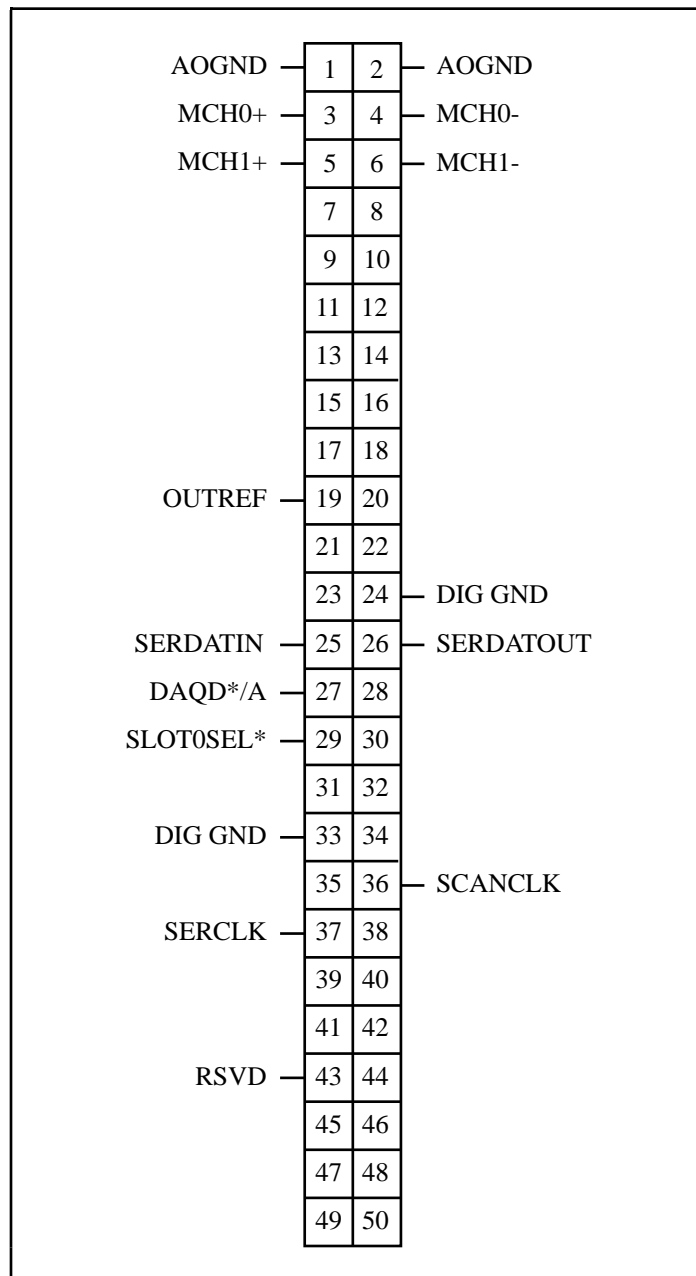 AOGND 1 2 AOGND
MCH0+ 3 4 MCH0-
MCH1+ 5 6 MCH1-
7 8
9 10
11 12
13 14
15 16
17 18
OUTREF 19 20
21 22
23 24 DIG GND
SERDATIN 25 26 SERDATOUT
DAQD*/A 27 28
SLOT0SEL* 29 30
31 32
DIG GND 33 34
35 36 SCANCLK
SERCLK 37 38
39 40
41 42
RSVD 43 44
45 46
47 48
49 50